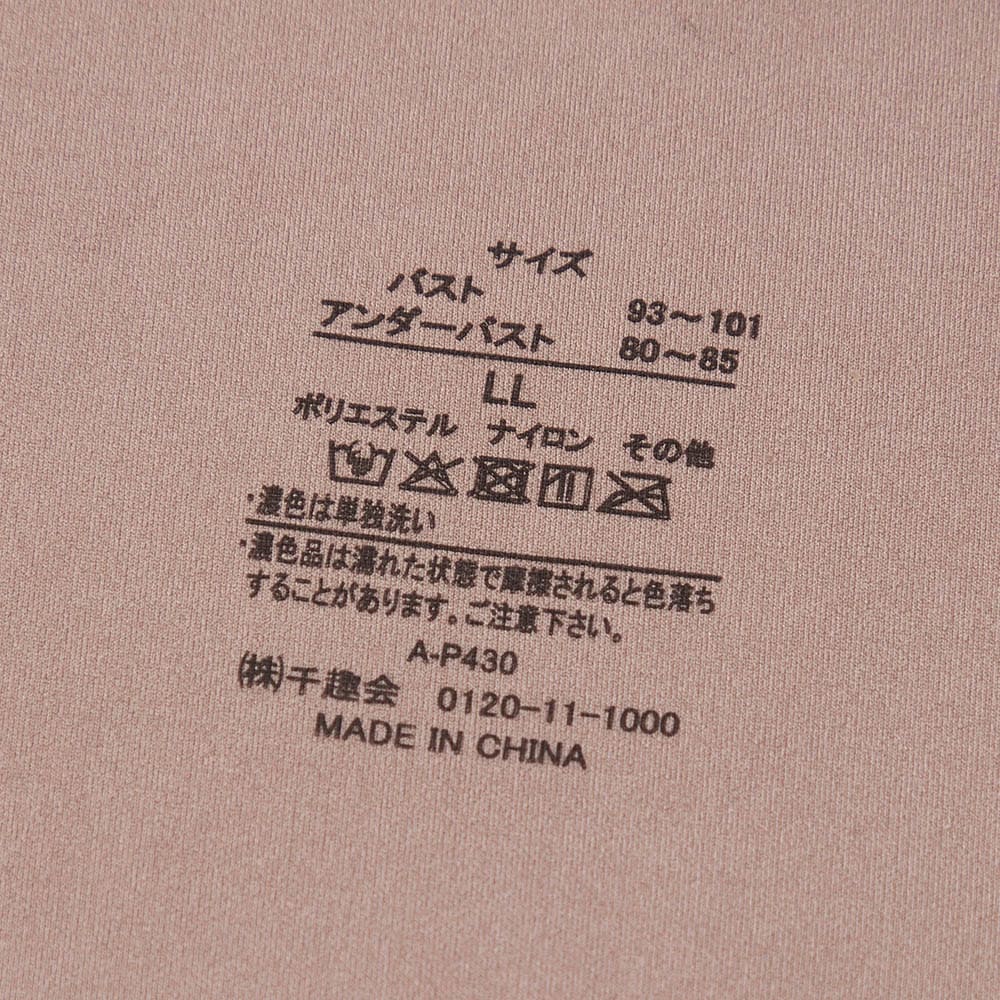 サイズ
バスト 93～101
アンダーバスト 80～85
LL
ポリエステル ナイロン その他
・濃色は単独洗い
・濃色品は濡れた状態で摩擦されると色落ち
することがあります。ご注意下さい。
A-P430
㈱千趣会 0120-11-1000
MADE IN CHINA